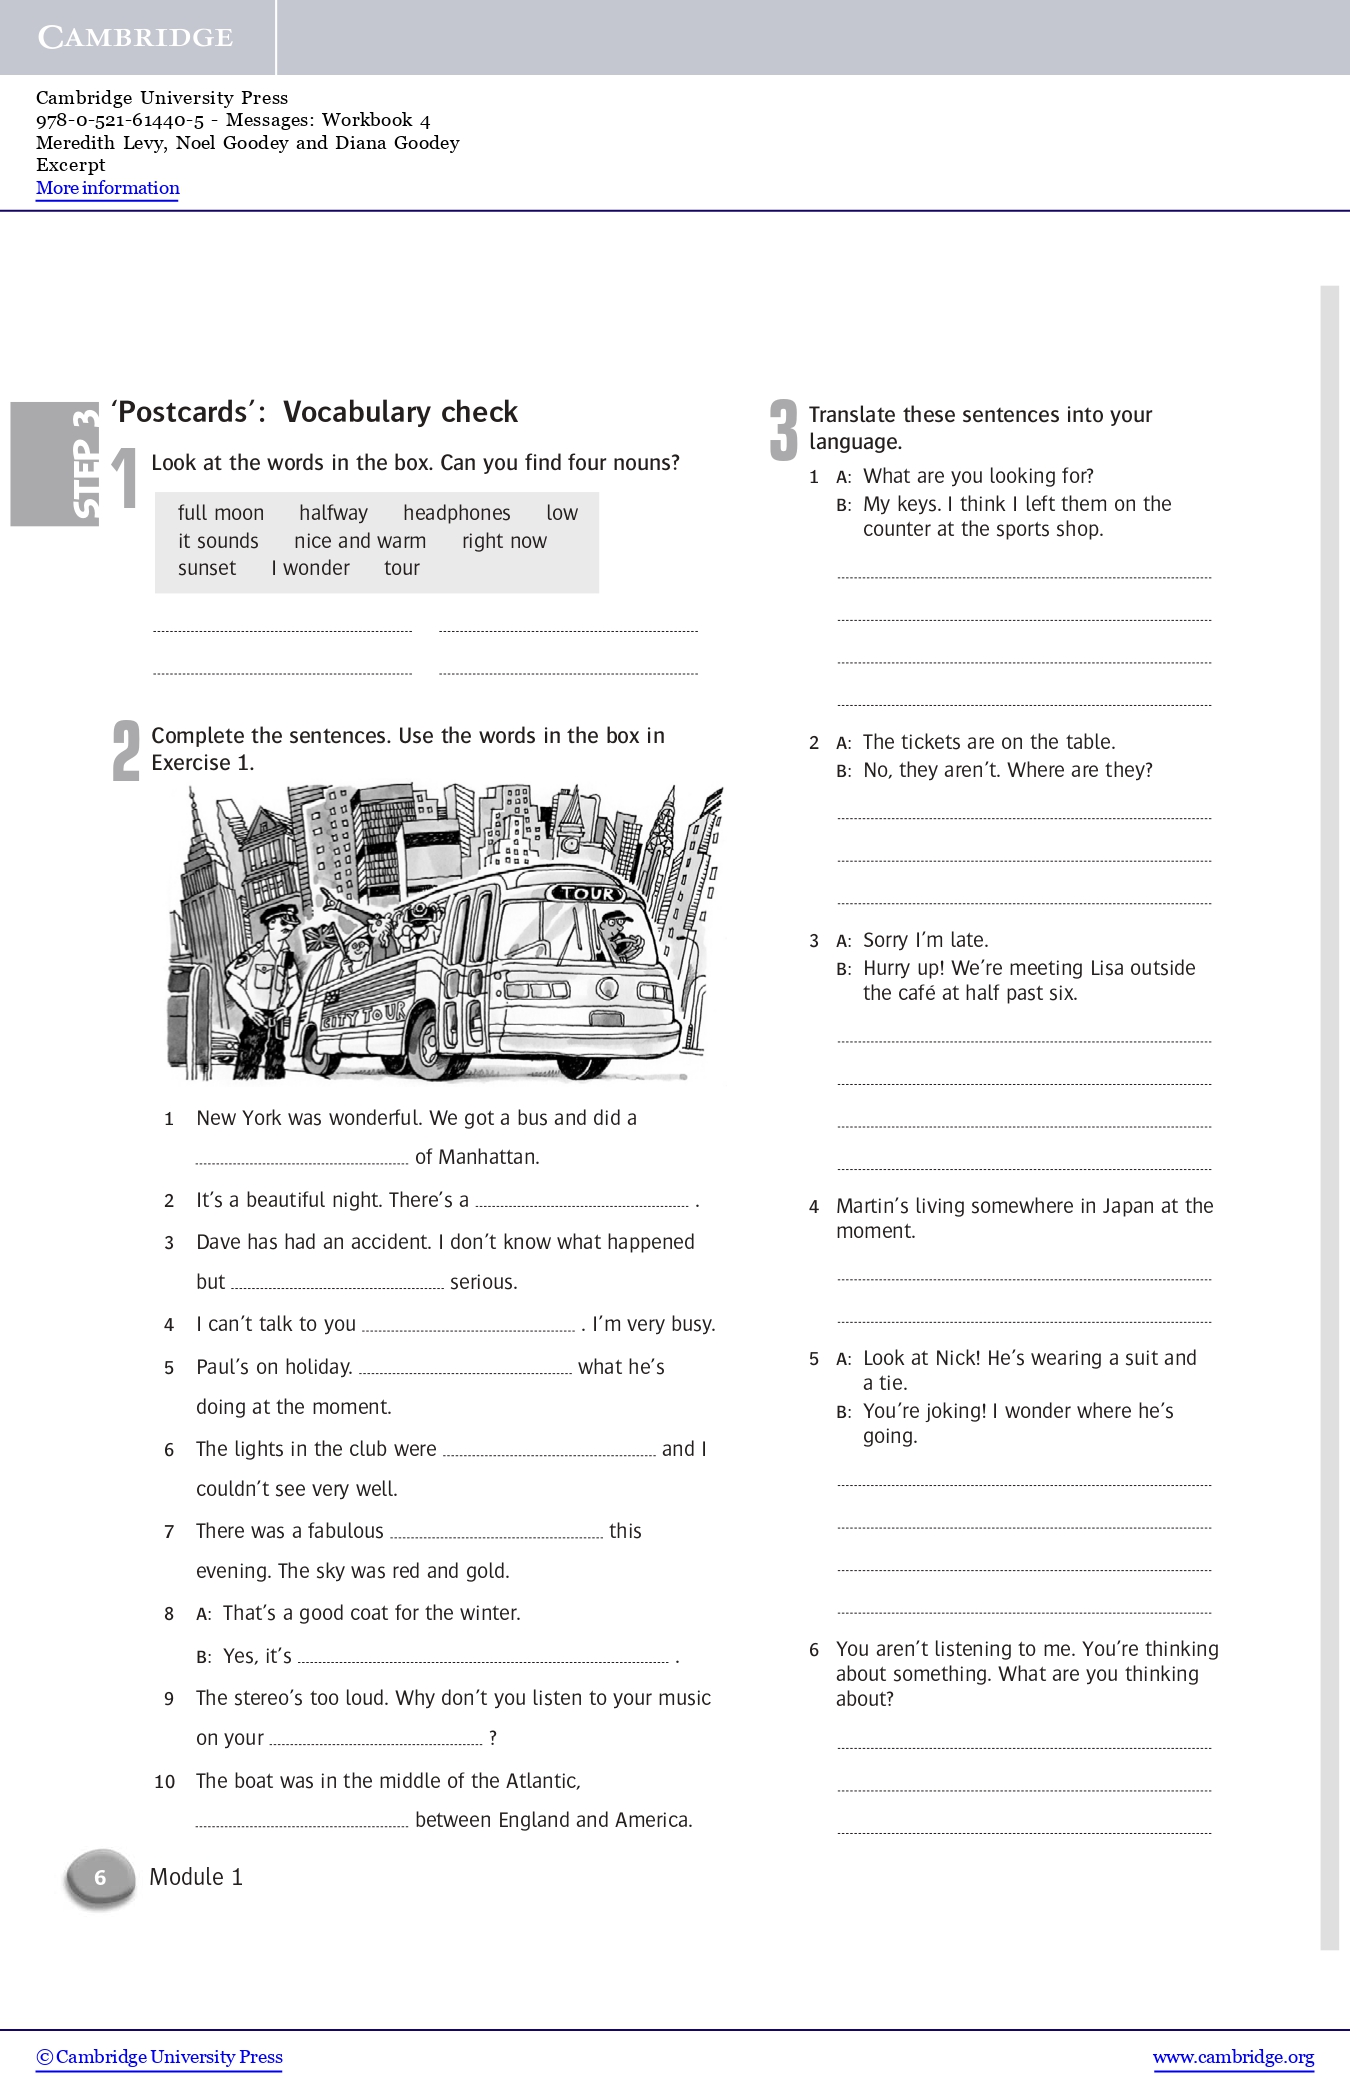 CAMBRIDGE
Cambridge University Press
978-0-521-61440-5 - Messages: Workbook 4
Meredith Levy, Noel Goodey and Diana Goodey
Excerpt
More information
STEP 3
‘Postcards’: Vocabulary check
1 Look at the words in the box. Can you find four nouns?
full moon halfway headphones low
it sounds nice and warm right now
sunset I wonder tour
2 Complete the sentences. Use the words in the box in
Exercise 1.
TOUR
CITY TOUR
1 New York was wonderful. We got a bus and did a
of Manhattan.
2 It’s a beautiful night. There’s a .
3 Dave has had an accident. I don’t know what happened
but serious.
4 I can’t talk to you . I’m very busy.
5 Paul’s on holiday. what he’s
doing at the moment.
6 The lights in the club were and I
couldn’t see very well.
7 There was a fabulous this
evening. The sky was red and gold.
8 A: That’s a good coat for the winter.
B: Yes, it’s .
9 The stereo’s too loud. Why don’t you listen to your music
on your ?
10 The boat was in the middle of the Atlantic,
between England and America.
3 Translate these sentences into your
language.
1 A: What are you looking for?
B: My keys. I think I left them on the
counter at the sports shop.
2 A: The tickets are on the table.
B: No, they aren’t. Where are they?
3 A: Sorry I’m late.
B: Hurry up! We’re meeting Lisa outside
the café at half past six.
4 Martin’s living somewhere in Japan at the
moment.
5 A: Look at Nick! He’s wearing a suit and
a tie.
B: You’re joking! I wonder where he’s
going.
6 You aren’t listening to me. You’re thinking
about something. What are you thinking
about?
6 Module 1
© Cambridge University Press
www.cambridge.org